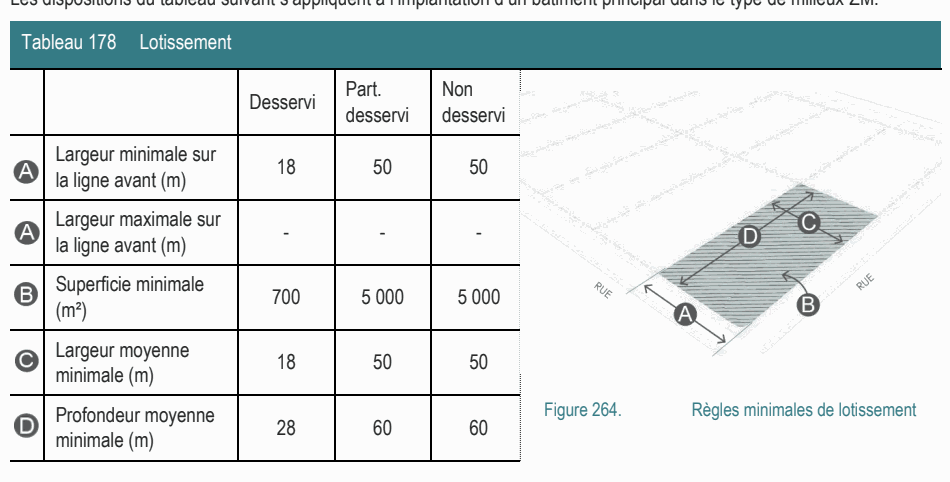 Les dispositions du tableau suivant s'appliquent à l'implantation d'un bâtiment principal dans le type de milieux ZM.
Tableau 178 Lotissement
Desservi
Part.
desservi
Non
desservi
A Largeur minimale sur
la ligne avant (m)
18 50 50
A Largeur maximale sur
la ligne avant (m)
- - -
B Superficie minimale
(m²)
700 5 000 5 000
C Largeur moyenne
minimale (m)
18 50 50
D Profondeur moyenne
minimale (m)
28 60 60
D
C
RUE
A
B
RUE
Figure 264. Règles minimales de lotissement